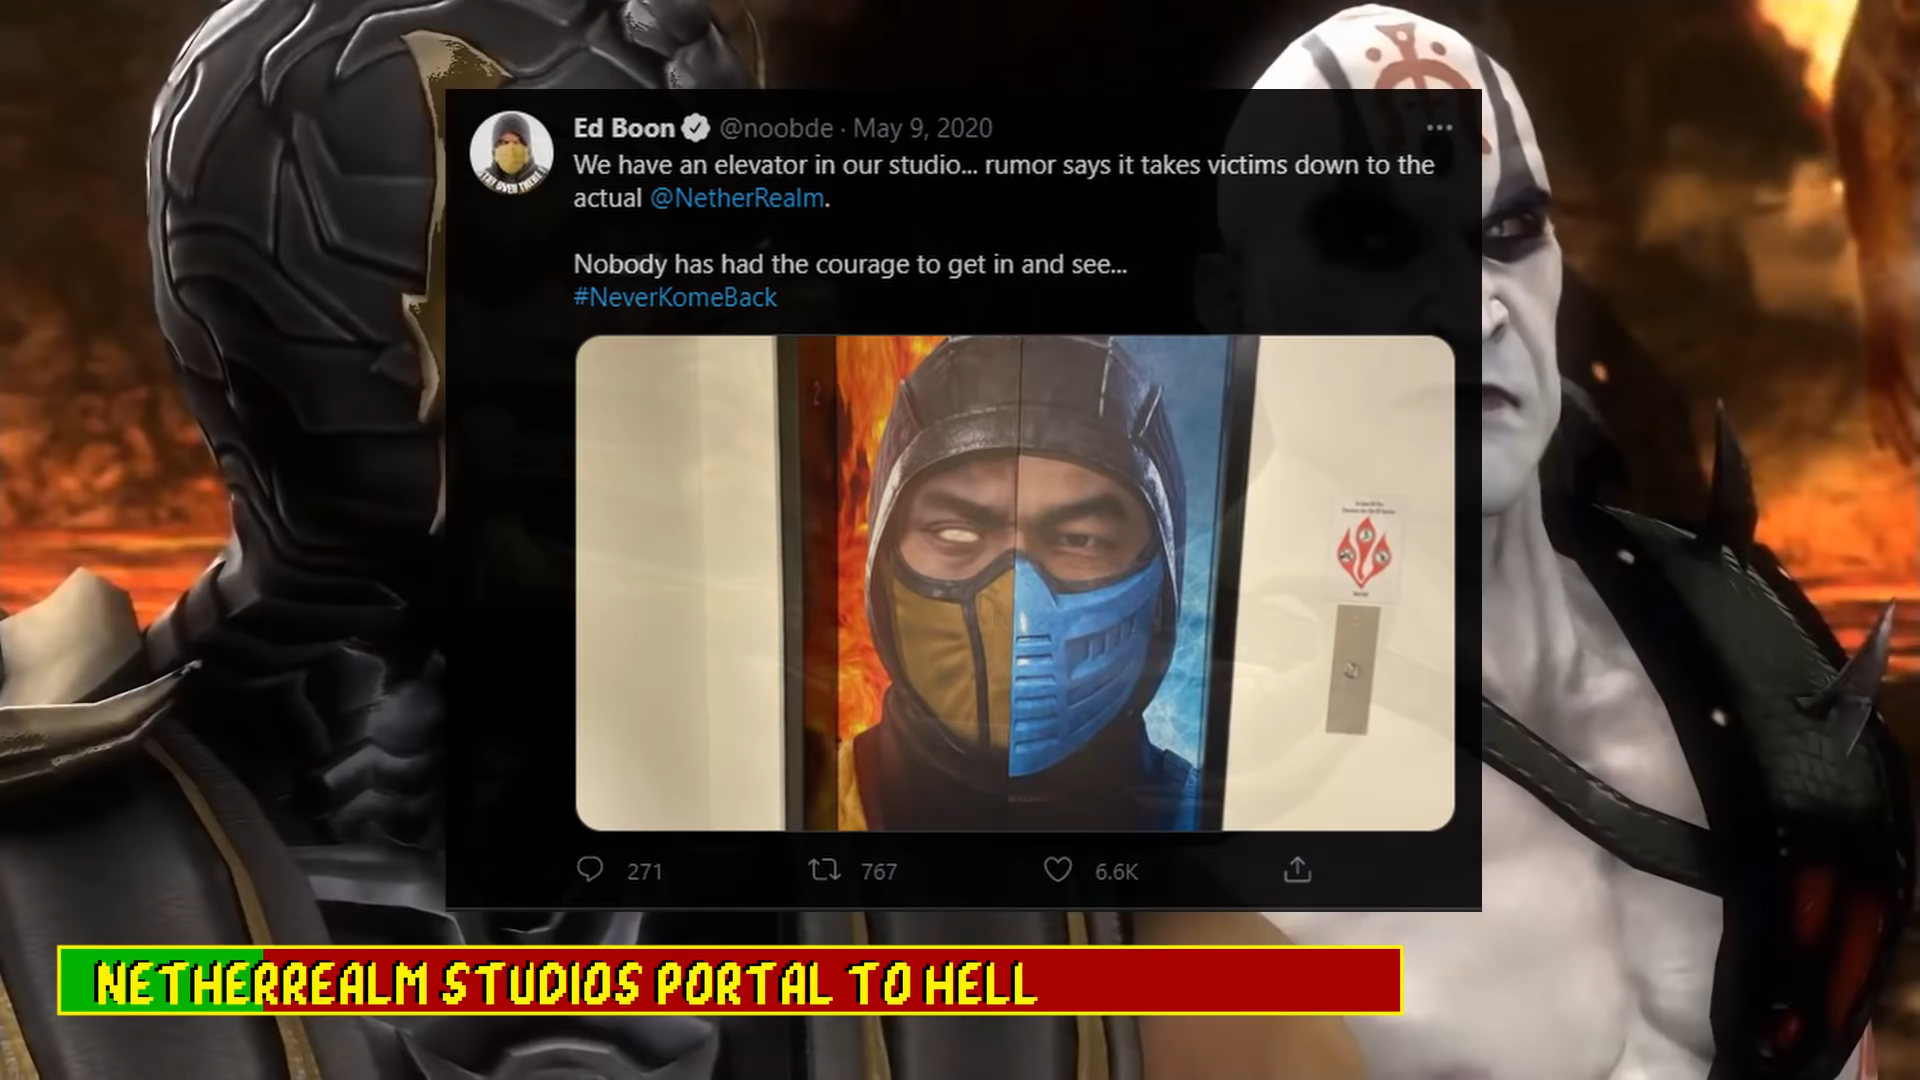 Ed Boon @noobde · May 9, 2020
We have an elevator in our studio... rumor says it takes victims down to the
actual @NetherRealm.
Nobody has had the courage to get in and see...
#NeverKomeBack
2
271 767 6.6K
NETHERREALM STUDIOS PORTAL TO HELL